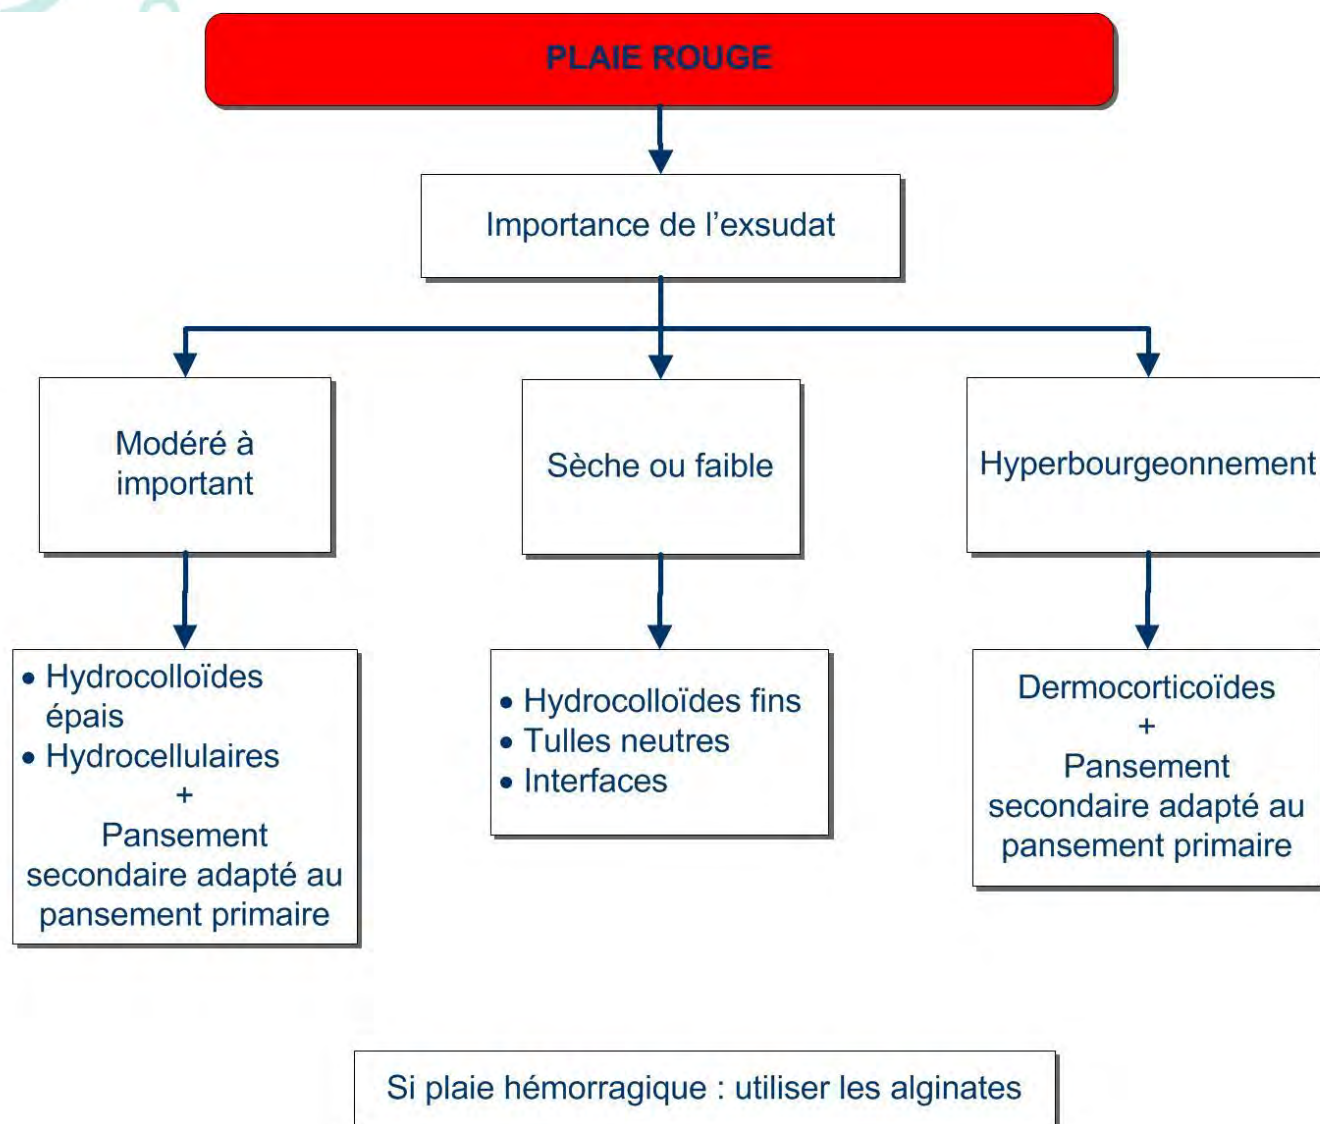 PLAIE ROUGE
Importance de l'exsudat
Modéré à
important
Sèche ou faible
Hyperbourgeonnement
• Hydrocolloïdes
épais
• Hydrocellulaires
+
Pansement
secondaire adapté au
pansement primaire
• Hydrocolloïdes fins
• Tulles neutres
• Interfaces
Dermocorticoïdes
+
Pansement
secondaire adapté au
pansement primaire
Si plaie hémorragique : utiliser les alginates